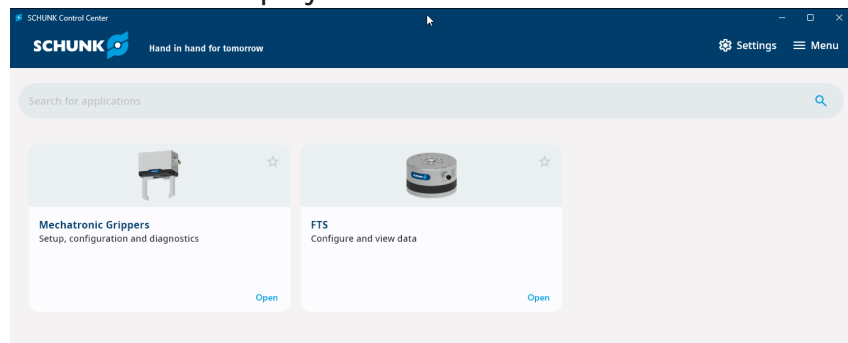 SCHUNK Control Center
SCHUNK
Hand in hand for tomorrow
Settings
Menu
Search for applications
Mechatronic Grippers
Setup, configuration and diagnostics
Open
FTS
Configure and view data
Open